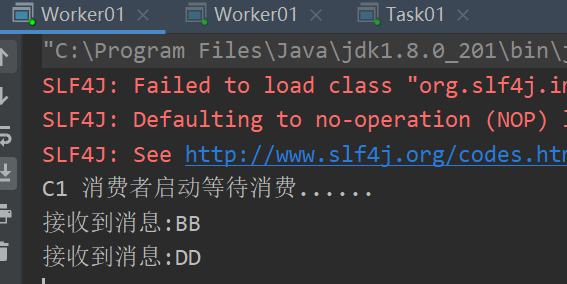 Worker01 Worker01 Task01
"C:\Program Files\Java\jdk1.8.0_201\bin\j
SLF4J: Failed to load class "org.slf4j.im
SLF4J: Defaulting to no-operation (NOP) l
SLF4J: See http://www.slf4j.org/codes.htm
C1 消费者启动等待消费......
接收到消息:BB
接收到消息:DD